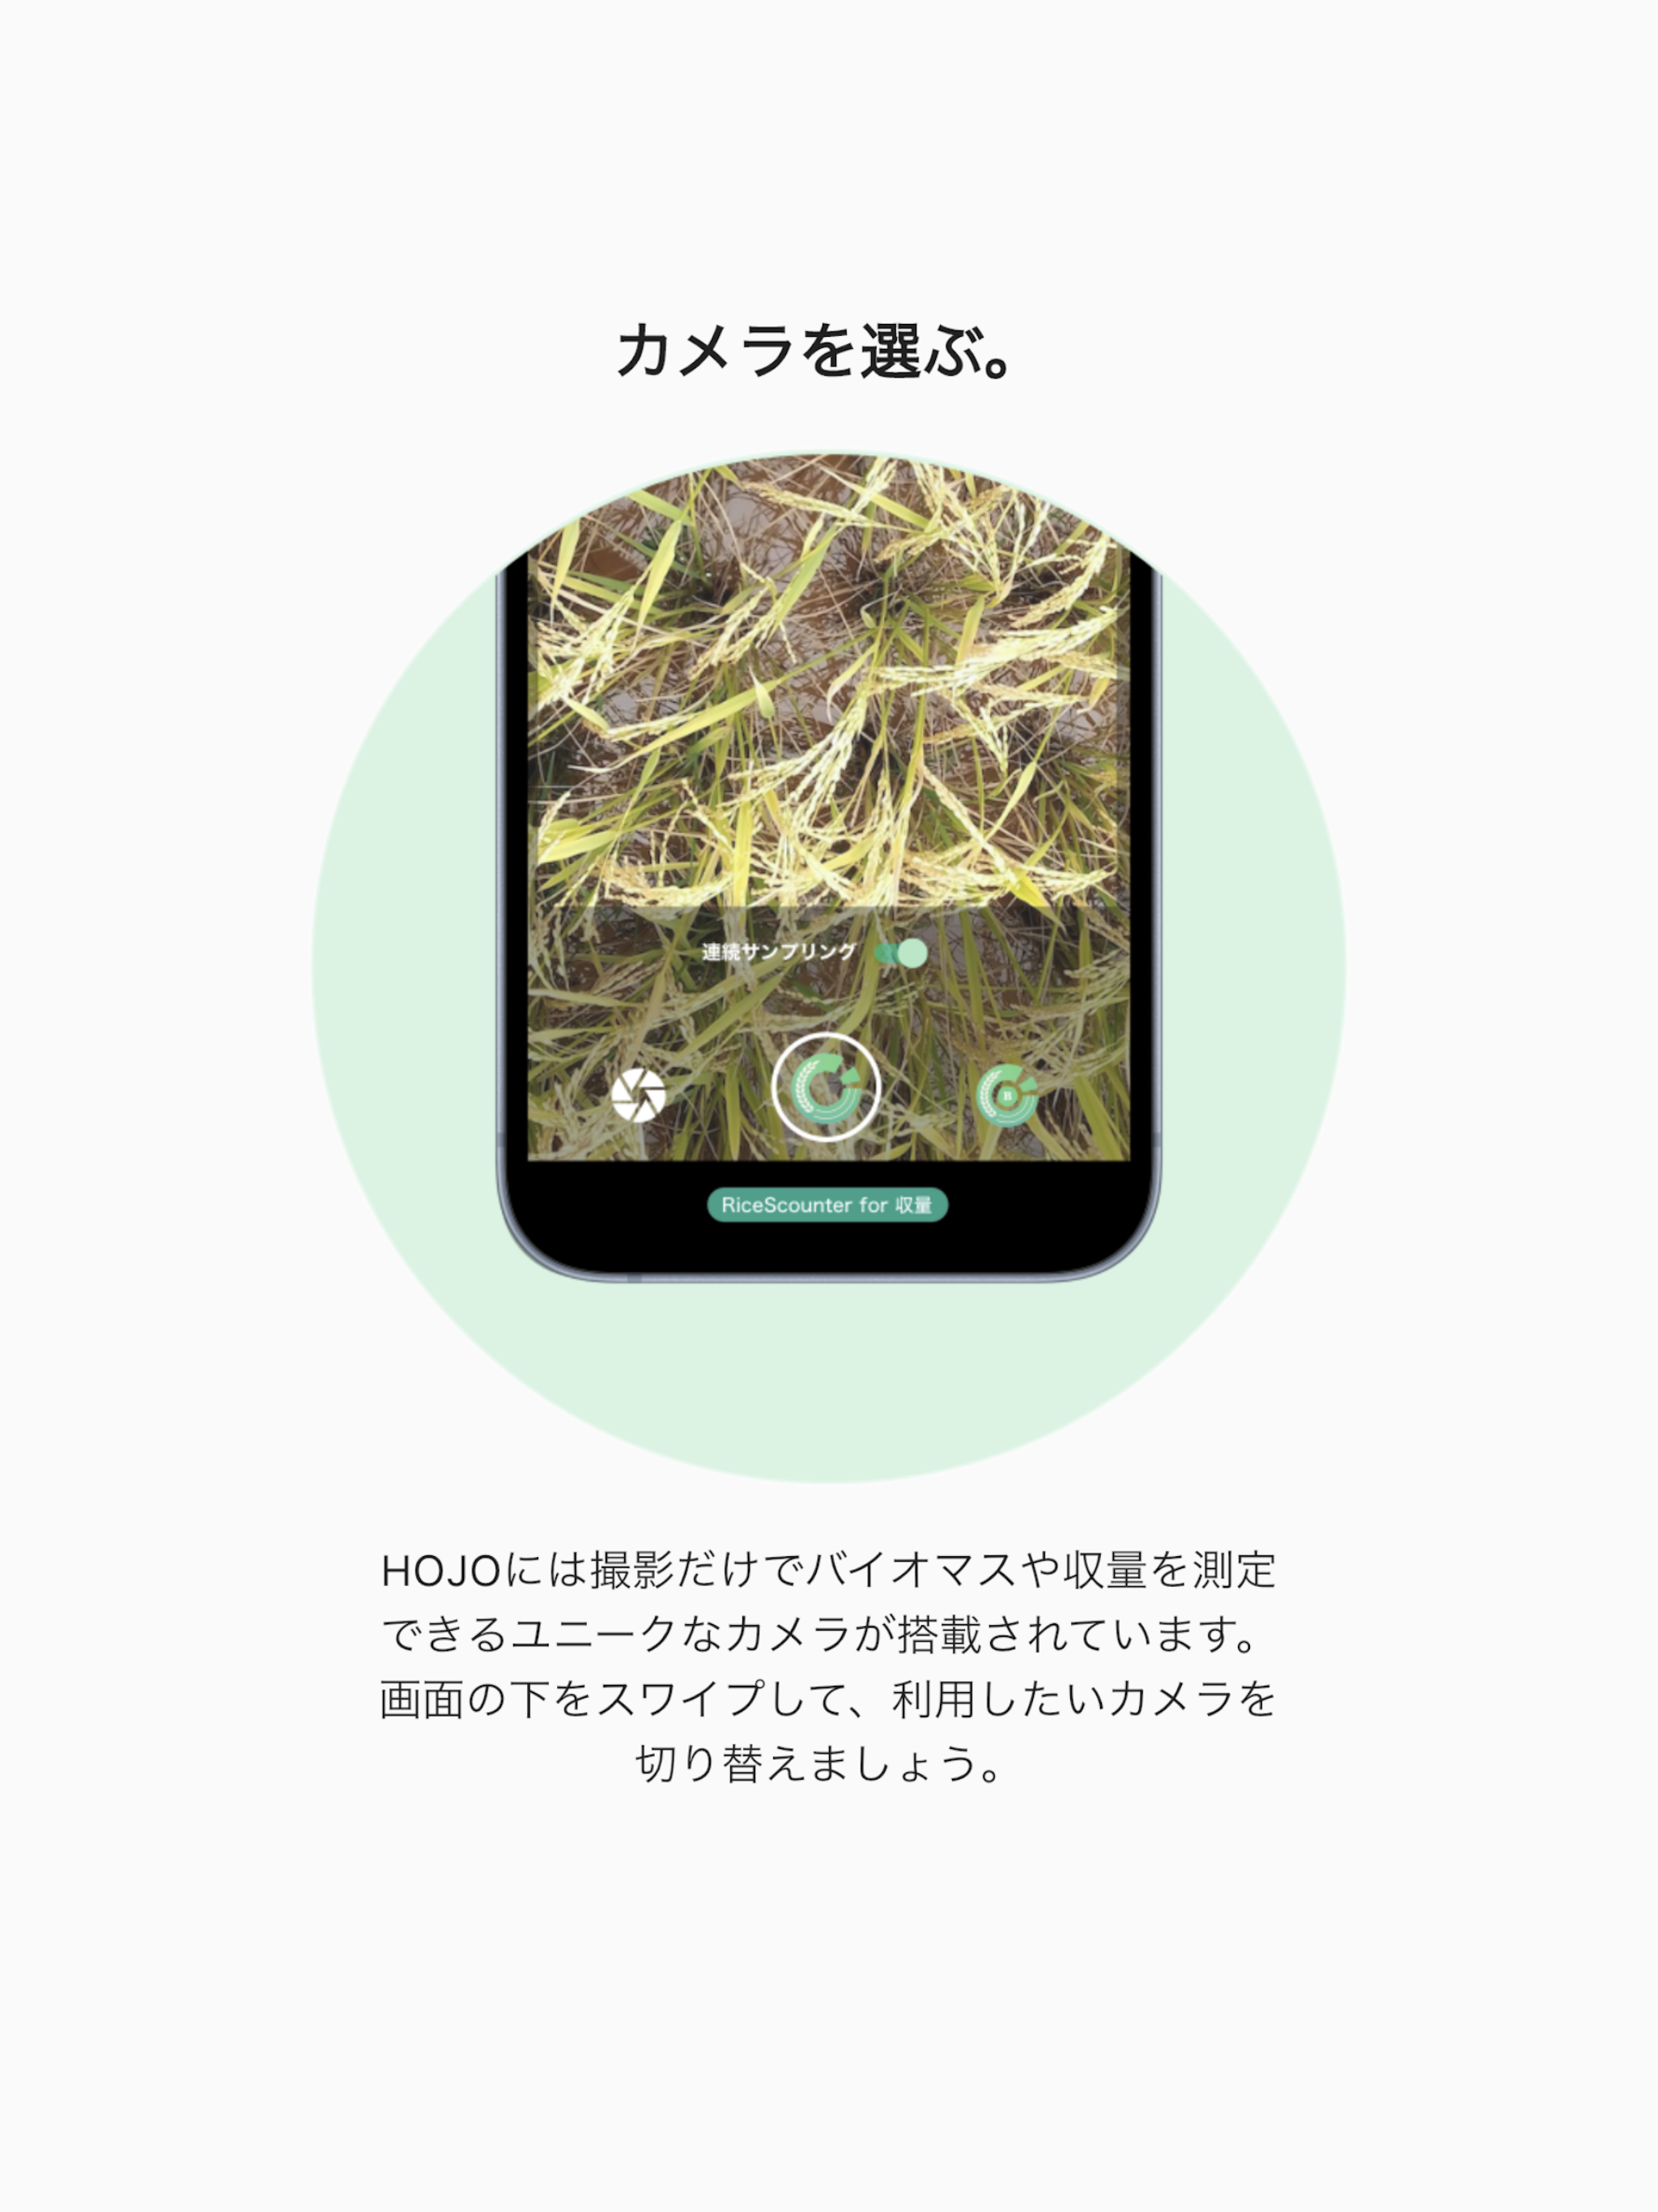 カメラを選ぶ。
連続サンプリング
B
RiceScounter for 収量
HOJOには撮影だけでバイオマスや収量を測定
できるユニークなカメラが搭載されています。
画面の下をスワイプして、利用したいカメラを
切り替えましょう。